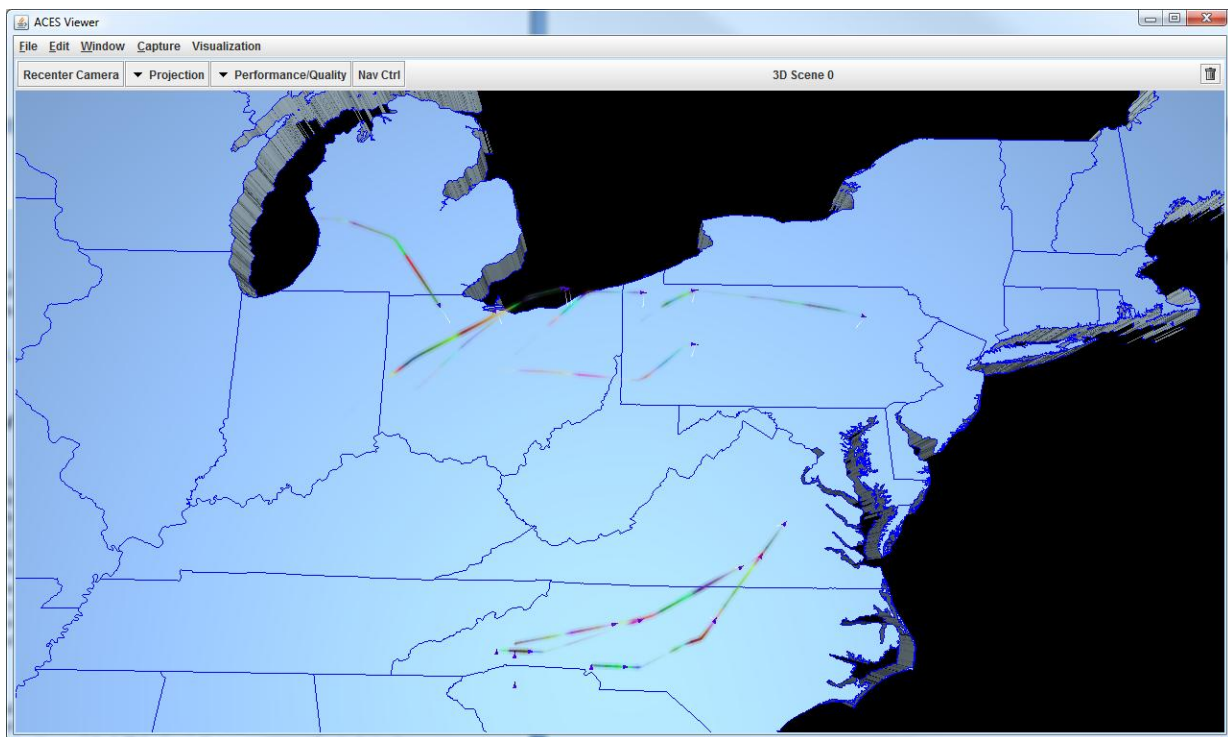 ACES Viewer
File Edit Window Capture Visualization
Recenter Camera Projection Performance/Quality Nav Ctrl 3D Scene 0